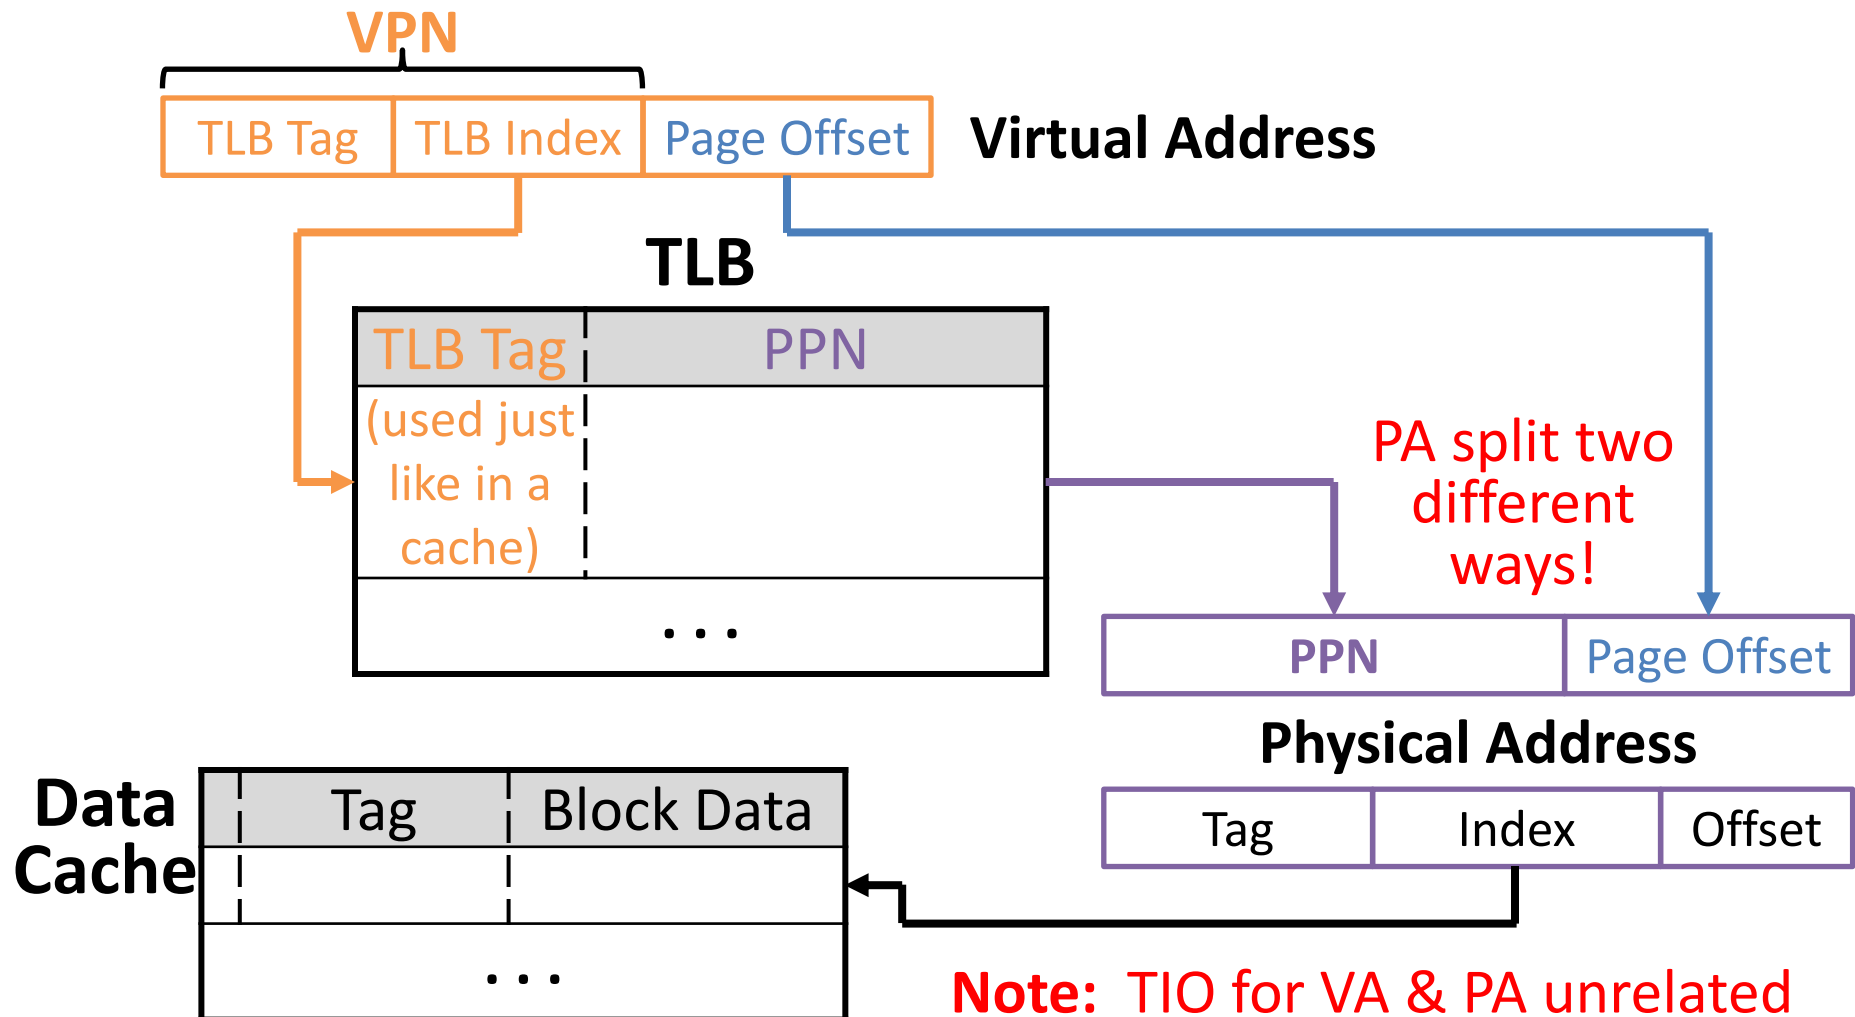 VPN
TLB Tag TLB Index Page Offset Virtual Address
TLB
TLB Tag PPN
(used just
like in a
cache)
...
PA split two
different
ways!
PPN Page Offset
Physical Address
Tag Index Offset
Data
Cache
Tag Block Data
...
Note: TIO for VA & PA unrelated